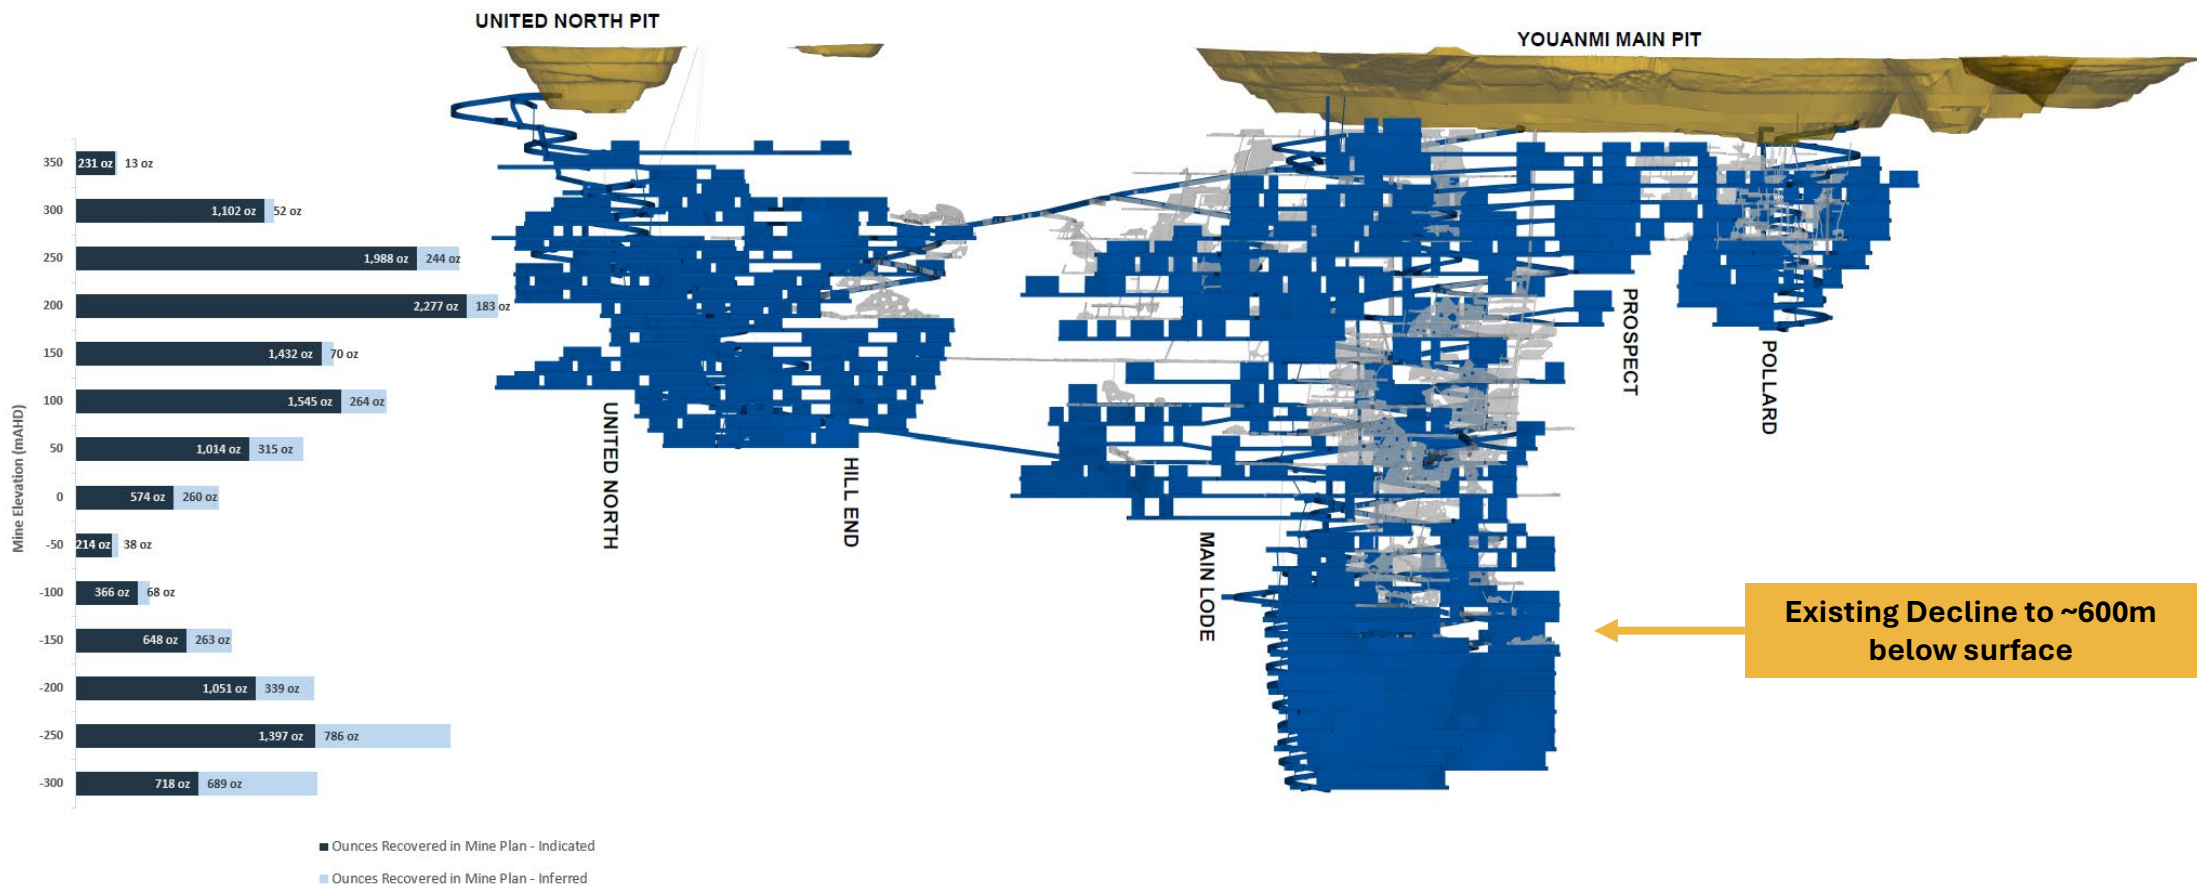 UNITED NORTH PIT
YOUANMI MAIN PIT
Mine Elevation (mAHD)
350
231 oz
13 oz
300
1,102 oz
52 oz
250
1,988 oz
244 oz
200
2,277 oz
183 oz
150
1,432 oz
70 oz
100
1,545 oz
264 oz
50
1,014 oz
315 oz
0
574 oz
260 oz
-50
214 oz
38 oz
-100
366 oz
68 oz
-150
648 oz
263 oz
-200
1,051 oz
339 oz
-250
1,397 oz
786 oz
-300
718 oz
689 oz
UNITED NORTH
HILL END
MAIN LODE
PROSPECT
POLLARD
Existing Decline to ~600m
below surface
Ounces Recovered in Mine Plan - Indicated
Ounces Recovered in Mine Plan - Inferred